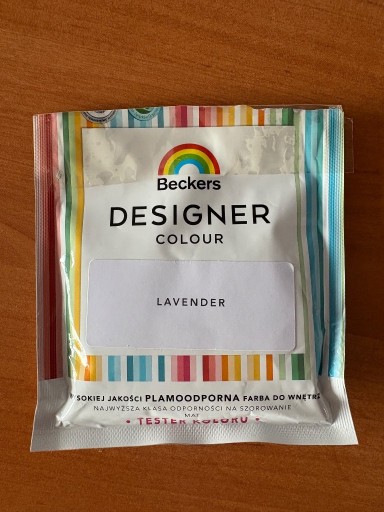 Beckers
DESIGNER
COLOUR
LAVENDER
SOKIEJ JAKOŚCI PLAMOODPORNA FARBA DO WNĘTRZ
NAJWYŻSZA KLASA ODPORNOŚCI NA SZOROWANIE
MAT
• TESTER KOLORU •